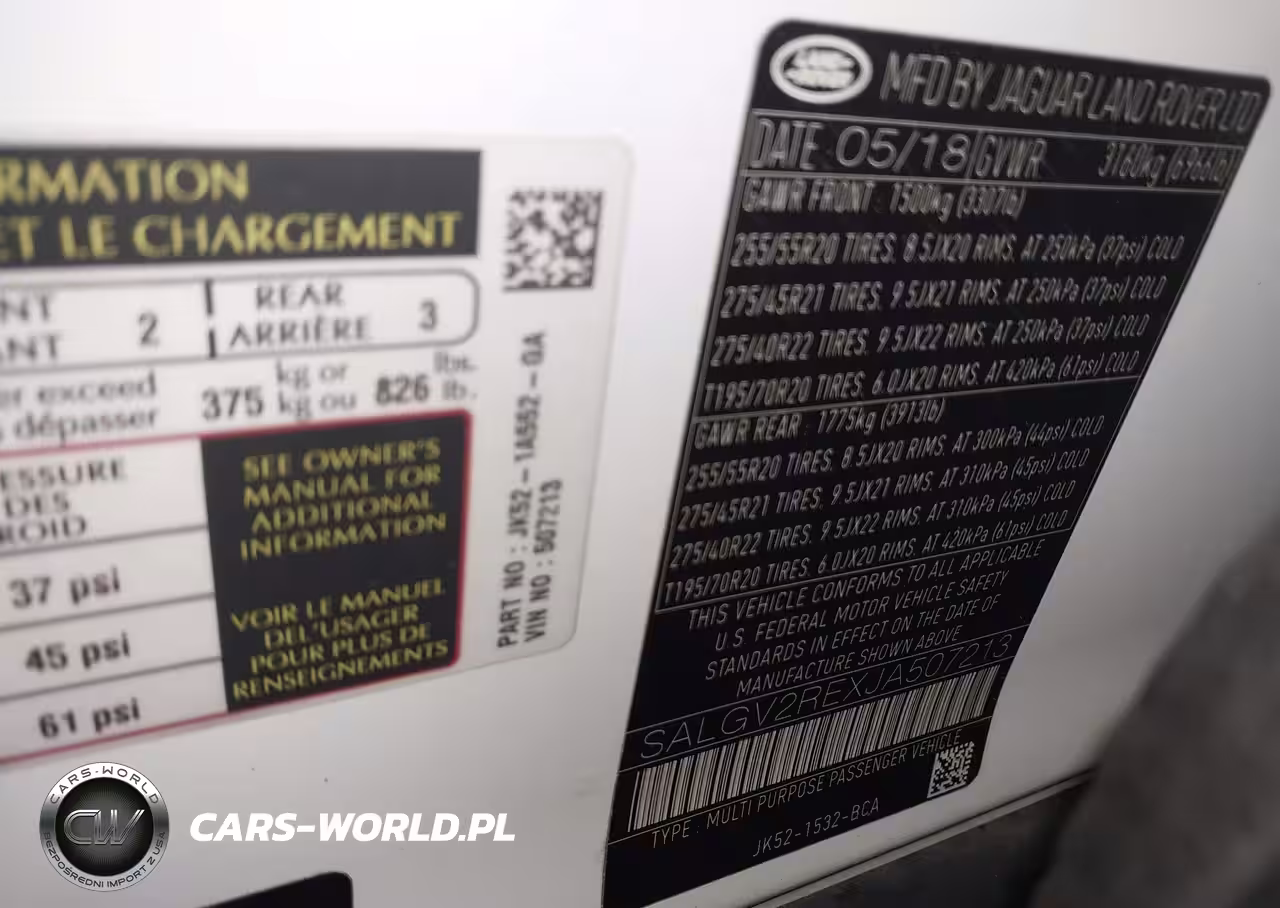 RMATION
ET LE CHARGEMENT
NT
ANT
2
REAR
ARRIÈRE
3
er exceed
dépasser
375
kg or
kg ou
826
lbs.
lb.
ESSURE
DES
ROID
37 psi
45 psi
61 psi
SEE OWNER'S
MANUAL FOR
ADDITIONAL
INFORMATION
VOIR LE MANUEL
DEL'USAGER
POUR PLUS DE
RENSEIGNEMENTS
PART NO : JK52-1A552-GA
VIN NO : 507213
LAND-
ROVER
MFD BY JAGUAR LAND ROVER LTD
DATE 05/18 GVWR 3160kg (6966lb)
GAWR FRONT : 1500kg (3307lb)
255/55R20 TIRES. 8.5JX20 RIMS. AT 250kPa (37psi) COLD
275/45R21 TIRES. 9.5JX21 RIMS. AT 250kPa (37psi) COLD
275/40R22 TIRES. 9.5JX22 RIMS. AT 250kPa (37psi) COLD
T195/70R20 TIRES. 6.0JX20 RIMS. AT 420kPa (61psi) COLD
GAWR REAR : 1775kg (3913lb)
255/55R20 TIRES. 8.5JX20 RIMS. AT 300kPa (44psi) COLD
275/45R21 TIRES. 9.5JX21 RIMS. AT 310kPa (45psi) COLD
275/40R22 TIRES. 9.5JX22 RIMS. AT 310kPa (45psi) COLD
T195/70R20 TIRES. 6.0JX20 RIMS. AT 420kPa (61psi) COLD
THIS VEHICLE CONFORMS TO ALL APPLICABLE
U.S. FEDERAL MOTOR VEHICLE SAFETY
STANDARDS IN EFFECT ON THE DATE OF
MANUFACTURE SHOWN ABOVE
SALGV2REXJA507213
TYPE : MULTI PURPOSE PASSENGER VEHICLE
JK52-1532-BCA
CARS-WORLD
CW
BEZPOŚREDNI IMPORT Z USA
CARS-WORLD.PL